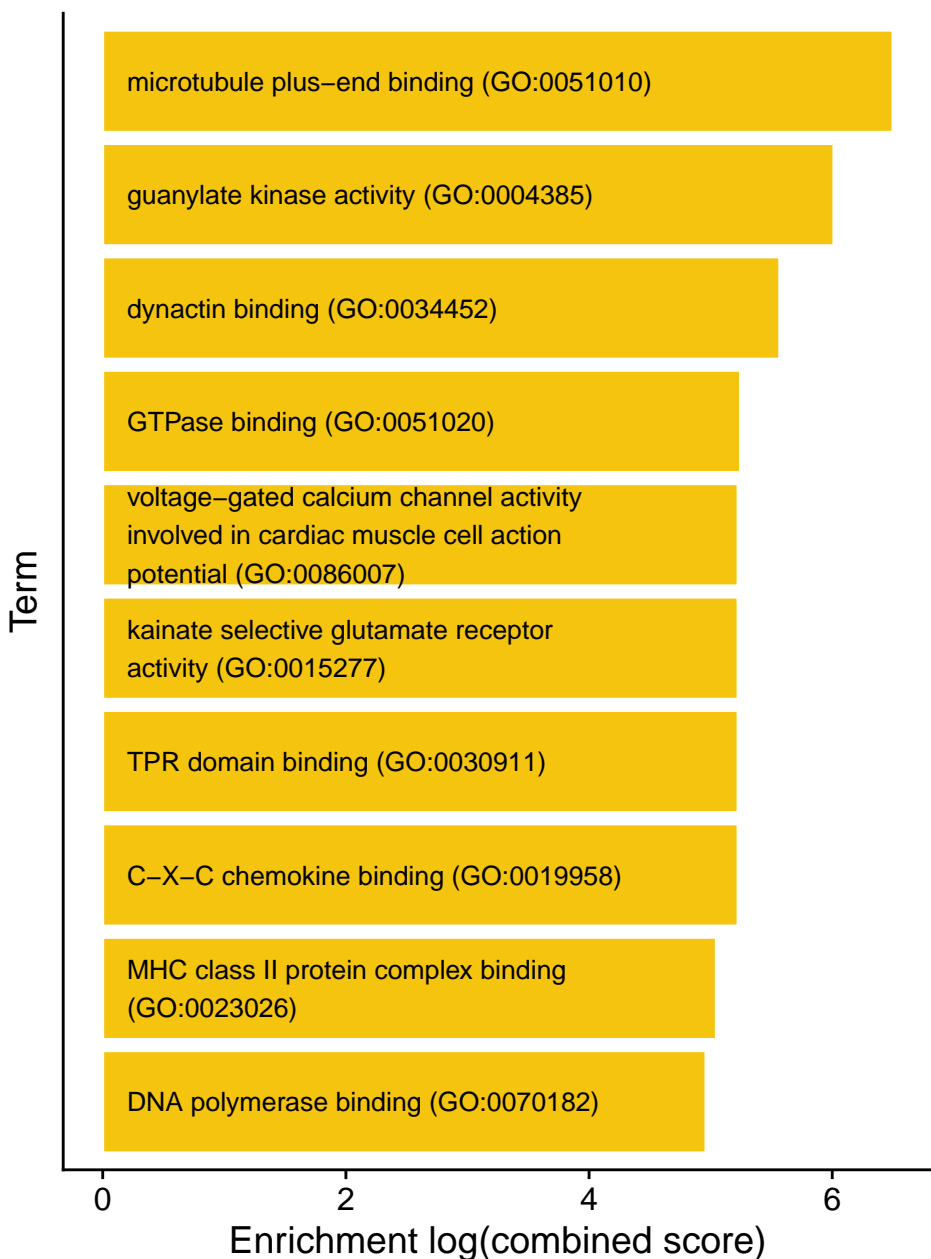 microtubule plus−end binding (GO:0051010)
guanylate kinase activity (GO:0004385)
dynactin binding (GO:0034452)
GTPase binding (GO:0051020)
voltage−gated calcium channel activity
involved in cardiac muscle cell action
potential (GO:0086007)
kainate selective glutamate receptor
activity (GO:0015277)
TPR domain binding (GO:0030911)
C−X−C chemokine binding (GO:0019958)
MHC class II protein complex binding
(GO:0023026)
DNA polymerase binding (GO:0070182)
Term
0 2 4 6
Enrichment log(combined score)